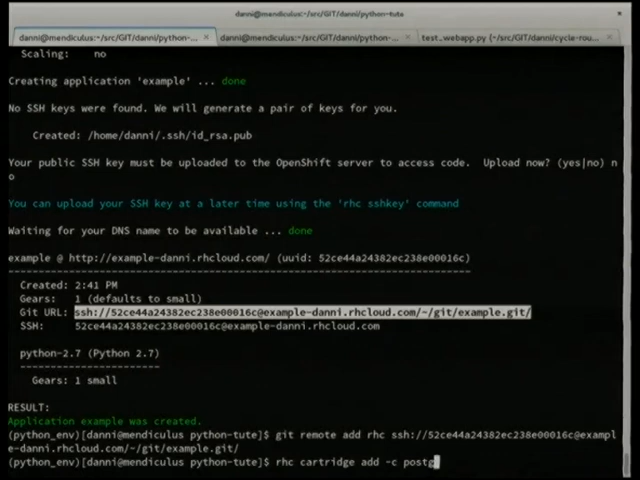 danni@mendiculus:~/src/GIT/danni/python-tute
danni@mendiculus:~/src/GIT/danni/python-... × danni@mendiculus:~/src/GIT/danni/python-... × test_webapp.py (~/src/GIT/danni/cycle-rou... ×
Scaling: no
Creating application 'example' ... done
No SSH keys were found. We will generate a pair of keys for you.
Created: /home/danni/.ssh/id_rsa.pub
Your public SSH key must be uploaded to the OpenShift server to access code. Upload now? (yes|no) n
o
You can upload your SSH key at a later time using the 'rhc sshkey' command
Waiting for your DNS name to be available ... done
example @ http://example-danni.rhcloud.com/ (uuid: 52ce44a24382ec238e00016c)
Created: 2:41 PM
Gears: 1 (defaults to small)
Git URL: ssh://52ce44a24382ec238e00016c@example-danni.rhcloud.com/~/git/example.git/
SSH: 52ce44a24382ec238e00016c@example-danni.rhcloud.com
python-2.7 (Python 2.7)
Gears: 1 small
RESULT:
Application example was created.
(python_env)[danni@mendiculus python-tute]$ git remote add rhc ssh://52ce44a24382ec238e00016c@exampl
e-danni.rhcloud.com/~/git/example.git/
(python_env)[danni@mendiculus python-tute]$ rhc cartridge add -c postg